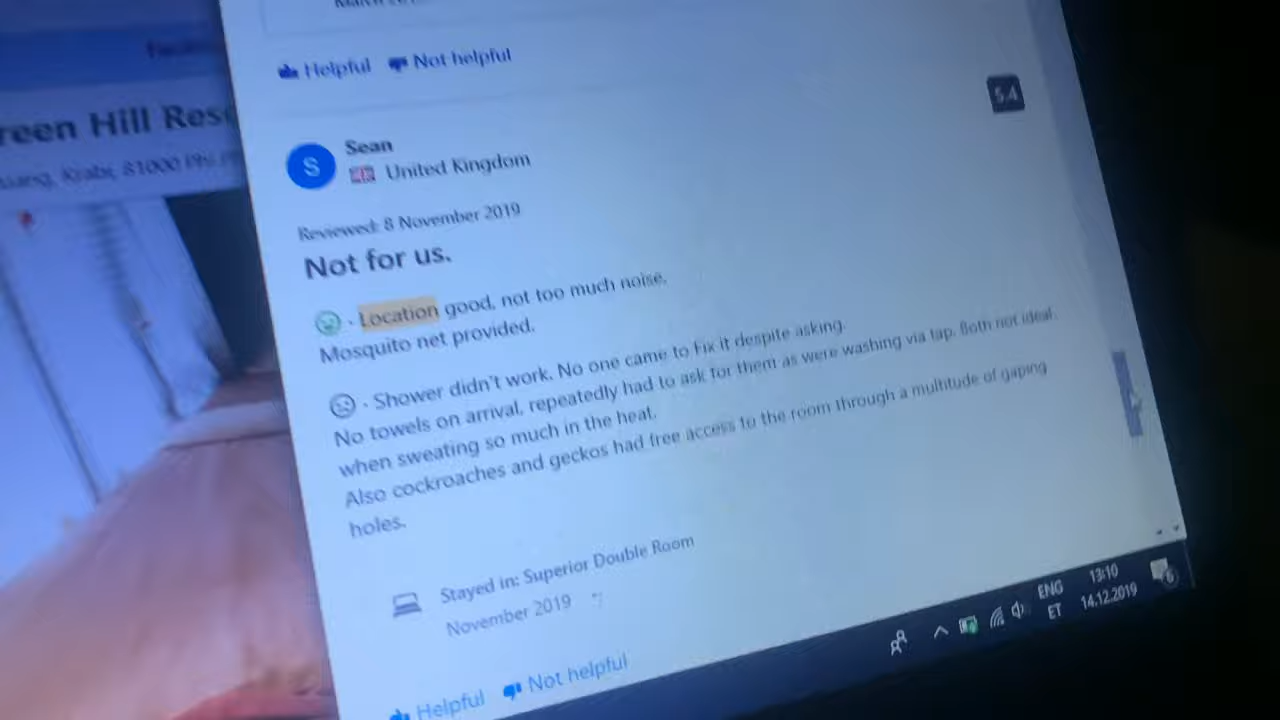 Helpful Not helpful
5.4
reen Hill Res
Krabi, 81000
S
Sean
United Kingdom
Reviewed: 8 November 2019
Not for us.
· Location good, not too much noise.
Mosquito net provided.
· Shower didn't work. No one came to fix it despite asking.
No towels on arrival, repeatedly had to ask for them as were washing via tap. Both not ideal
when sweating so much in the heat.
Also cockroaches and geckos had free access to the room through a multitude of gaping
holes.
Stayed in: Superior Double Room
November 2019
Helpful Not helpful
ENG
ET
13:10
14.12.2019
6